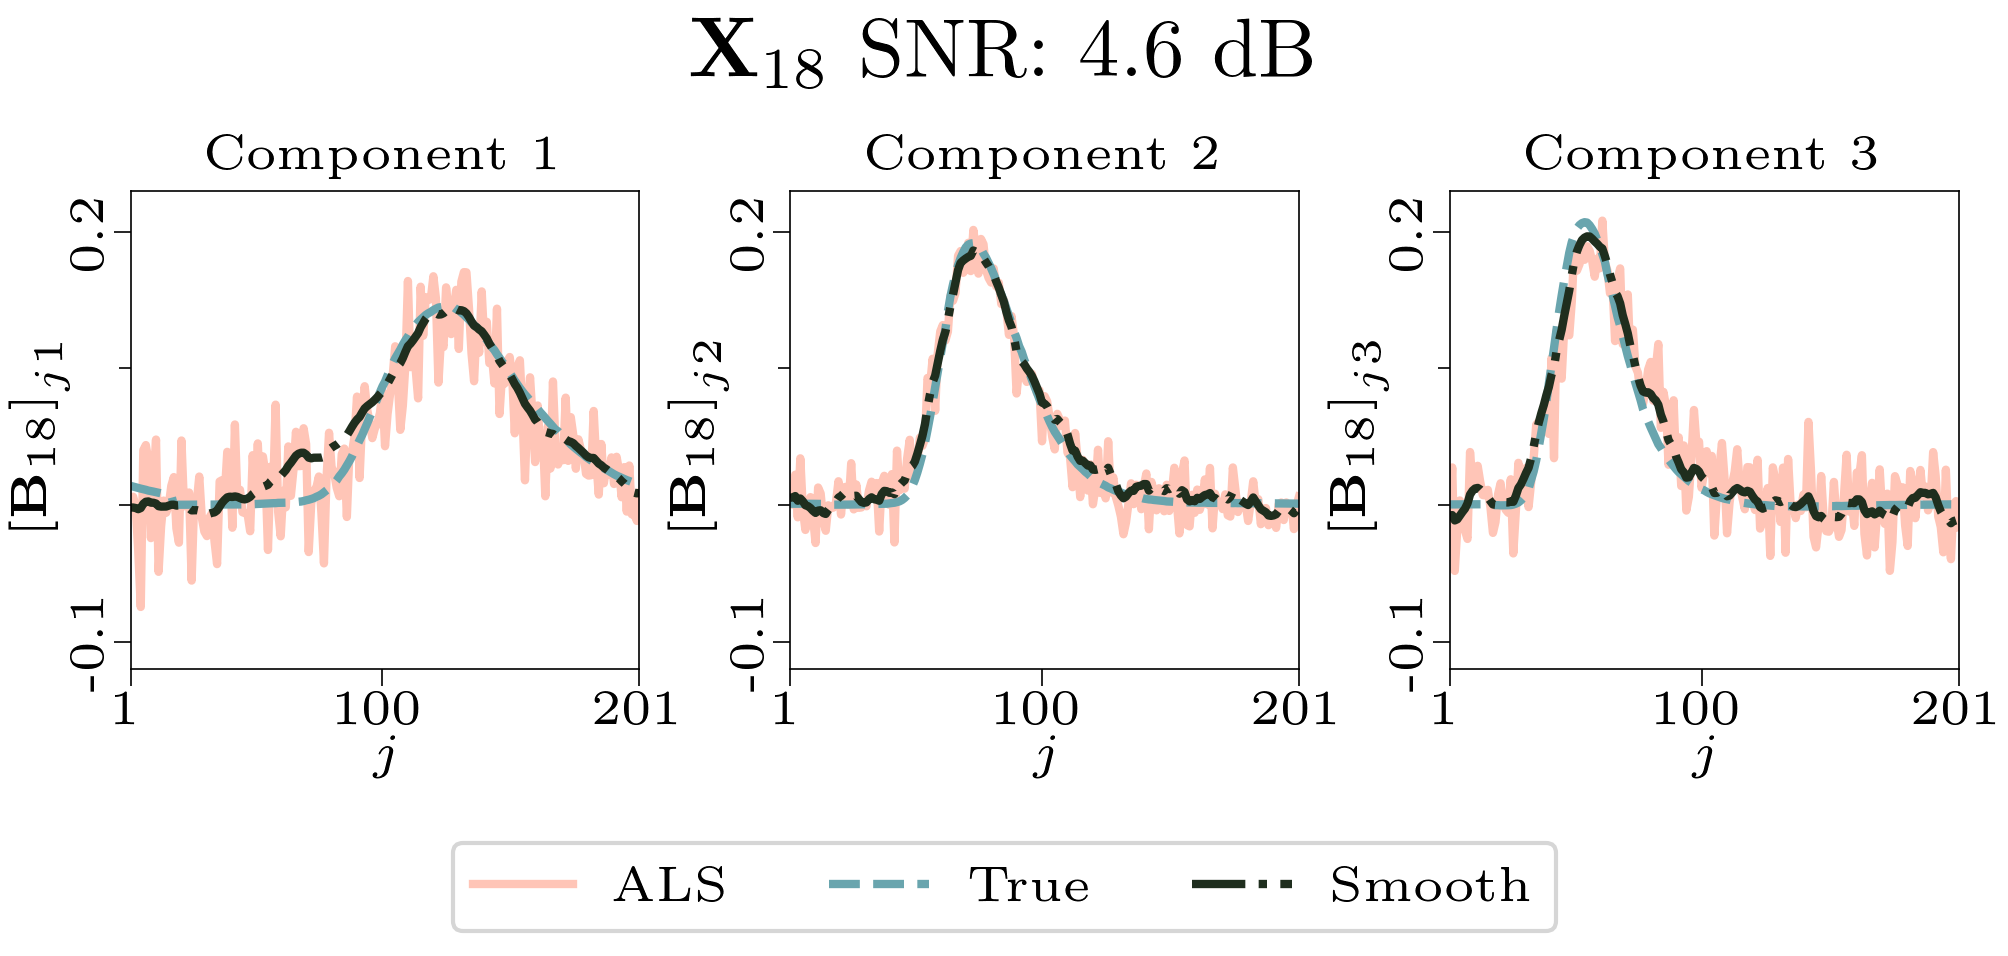 𝐗₁₈ SNR: 4.6 dB
Component 1
Component 2
Component 3
0.2
-0.1
[𝐁₁₈]ⱼ₁
1 100 201
j
0.2
-0.1
[𝐁₁₈]ⱼ₂
1 100 201
j
0.2
-0.1
[𝐁₁₈]ⱼ₃
1 100 201
j
ALS True Smooth